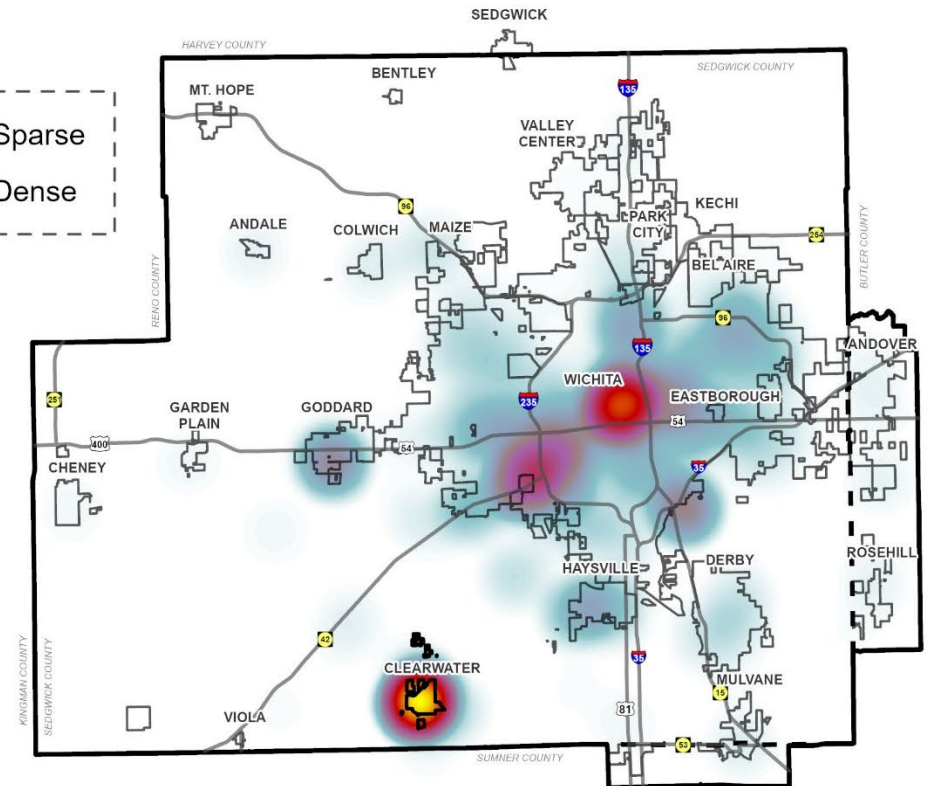 SEDGWICK
HARVEY COUNTY
SEDGWICK COUNTY
BENTLEY
MT. HOPE
135
Sparse
Dense
VALLEY
CENTER
96
KECHI
PARK
CITY
ANDALE
COLWICH
MAIZE
254
BUTLER COUNTY
BEL AIRE
RENO COUNTY
96
135
ANDOVER
WICHITA
EASTBOROUGH
251
235
GARDEN
PLAIN
GODDARD
54
400
54
CHENEY
35
HAYSVILLE
DERBY
ROSEHILL
KINGMAN COUNTY
SEDGWICK COUNTY
42
35
CLEARWATER
MULVANE
15
81
VIOLA
53
SUMNER COUNTY